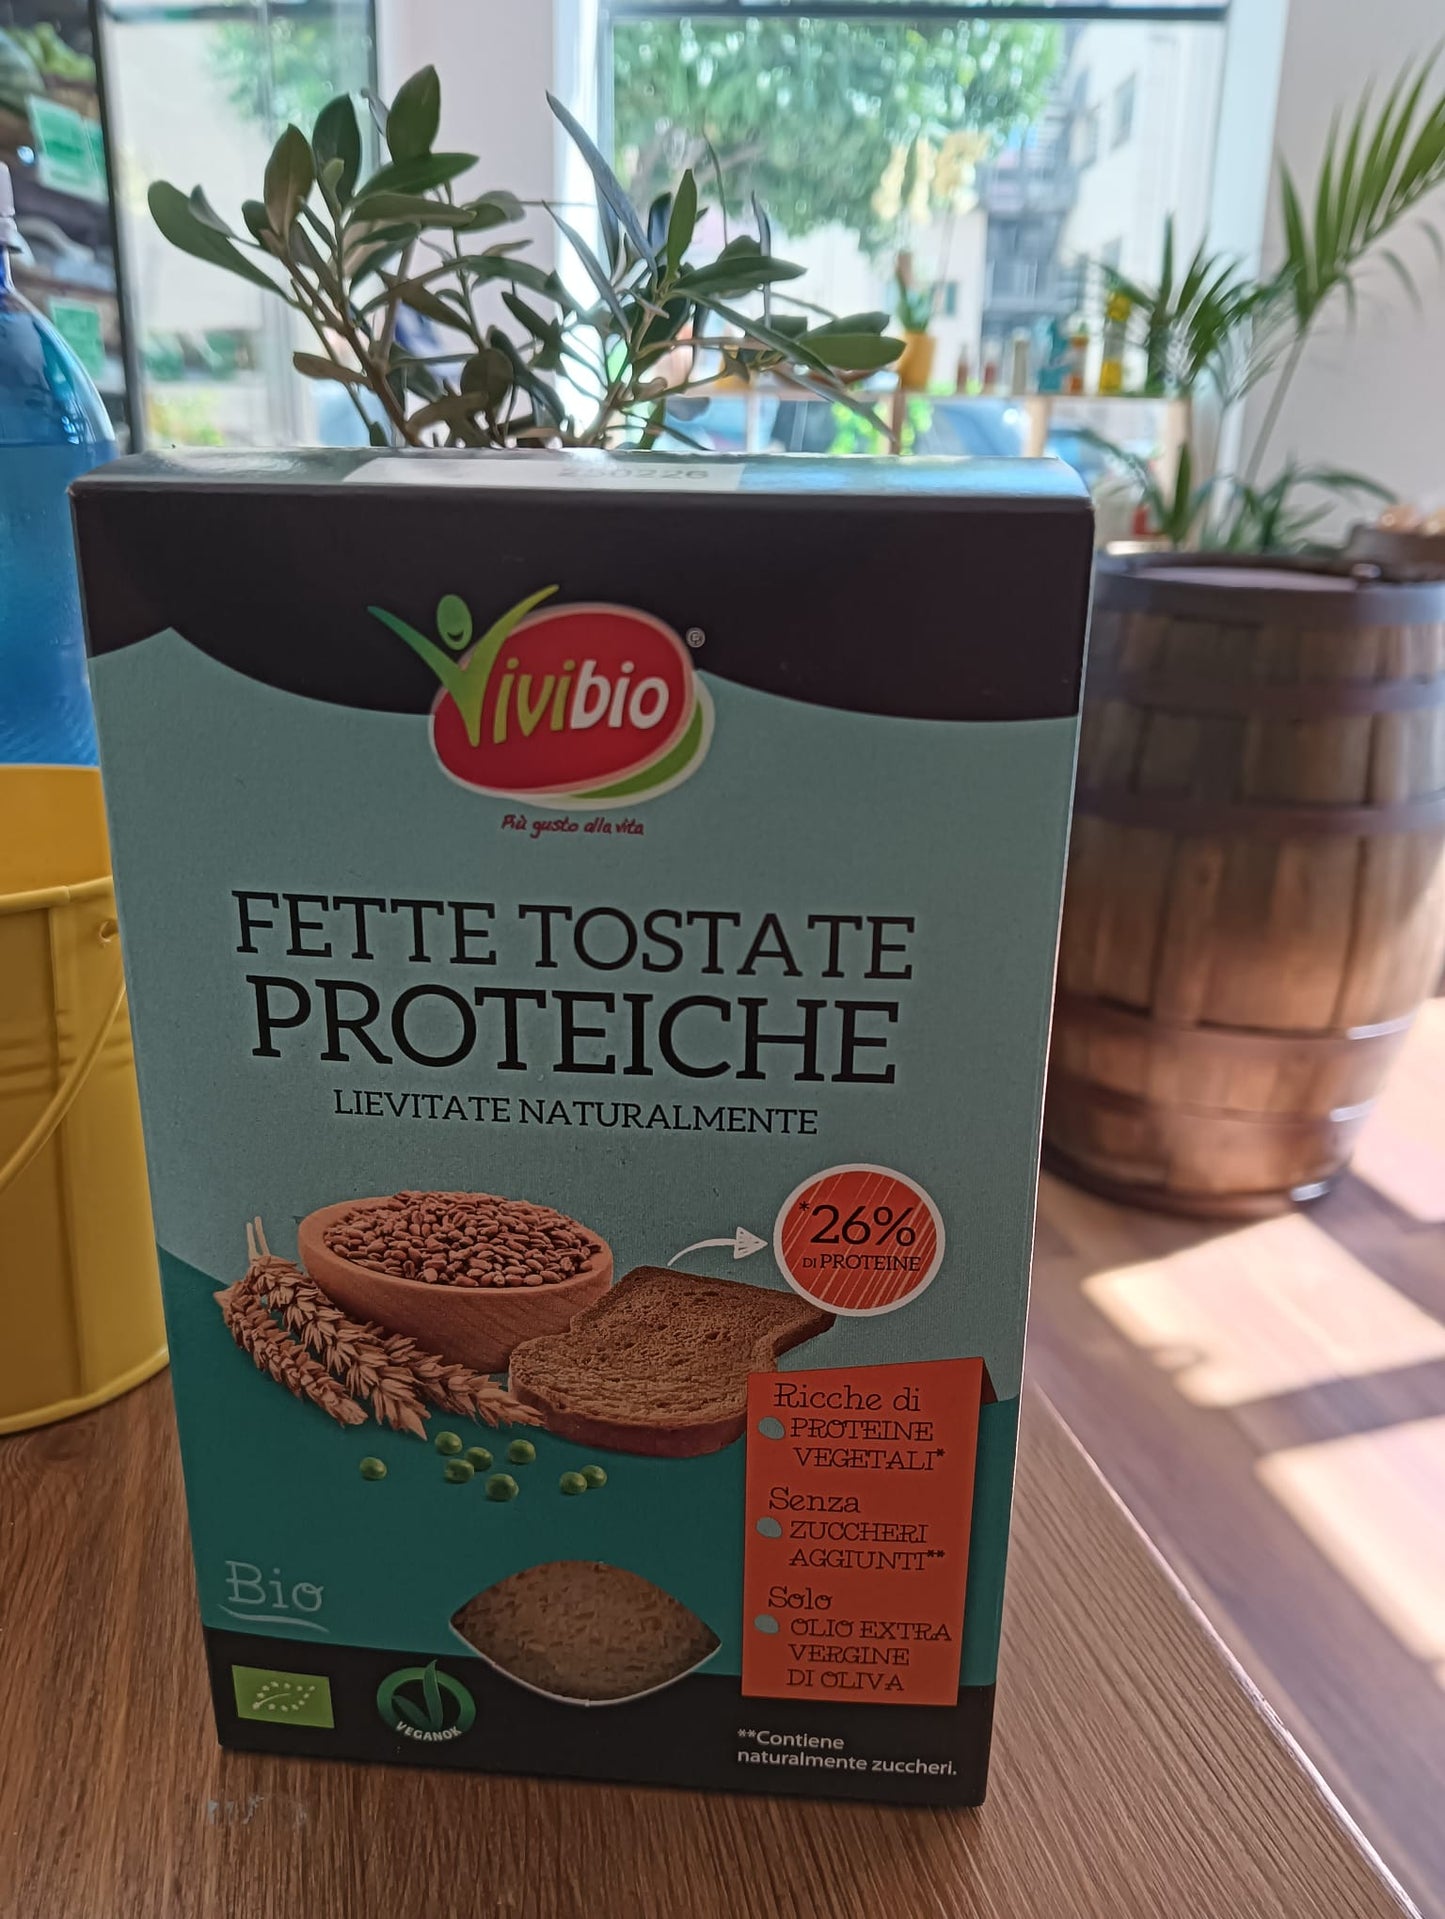 Vivibio®
Più gusto alla vita
FETTE TOSTATE
PROTEICHE
LIEVITATE NATURALMENTE
*26%
DI PROTEINE
Ricche di
PROTEINE
VEGETALI*
Senza
ZUCCHERI
AGGIUNTI**
Solo
OLIO EXTRA
VERGINE
DI OLIVA
Bio
VEGANOK
**Contiene
naturalmente zuccheri.